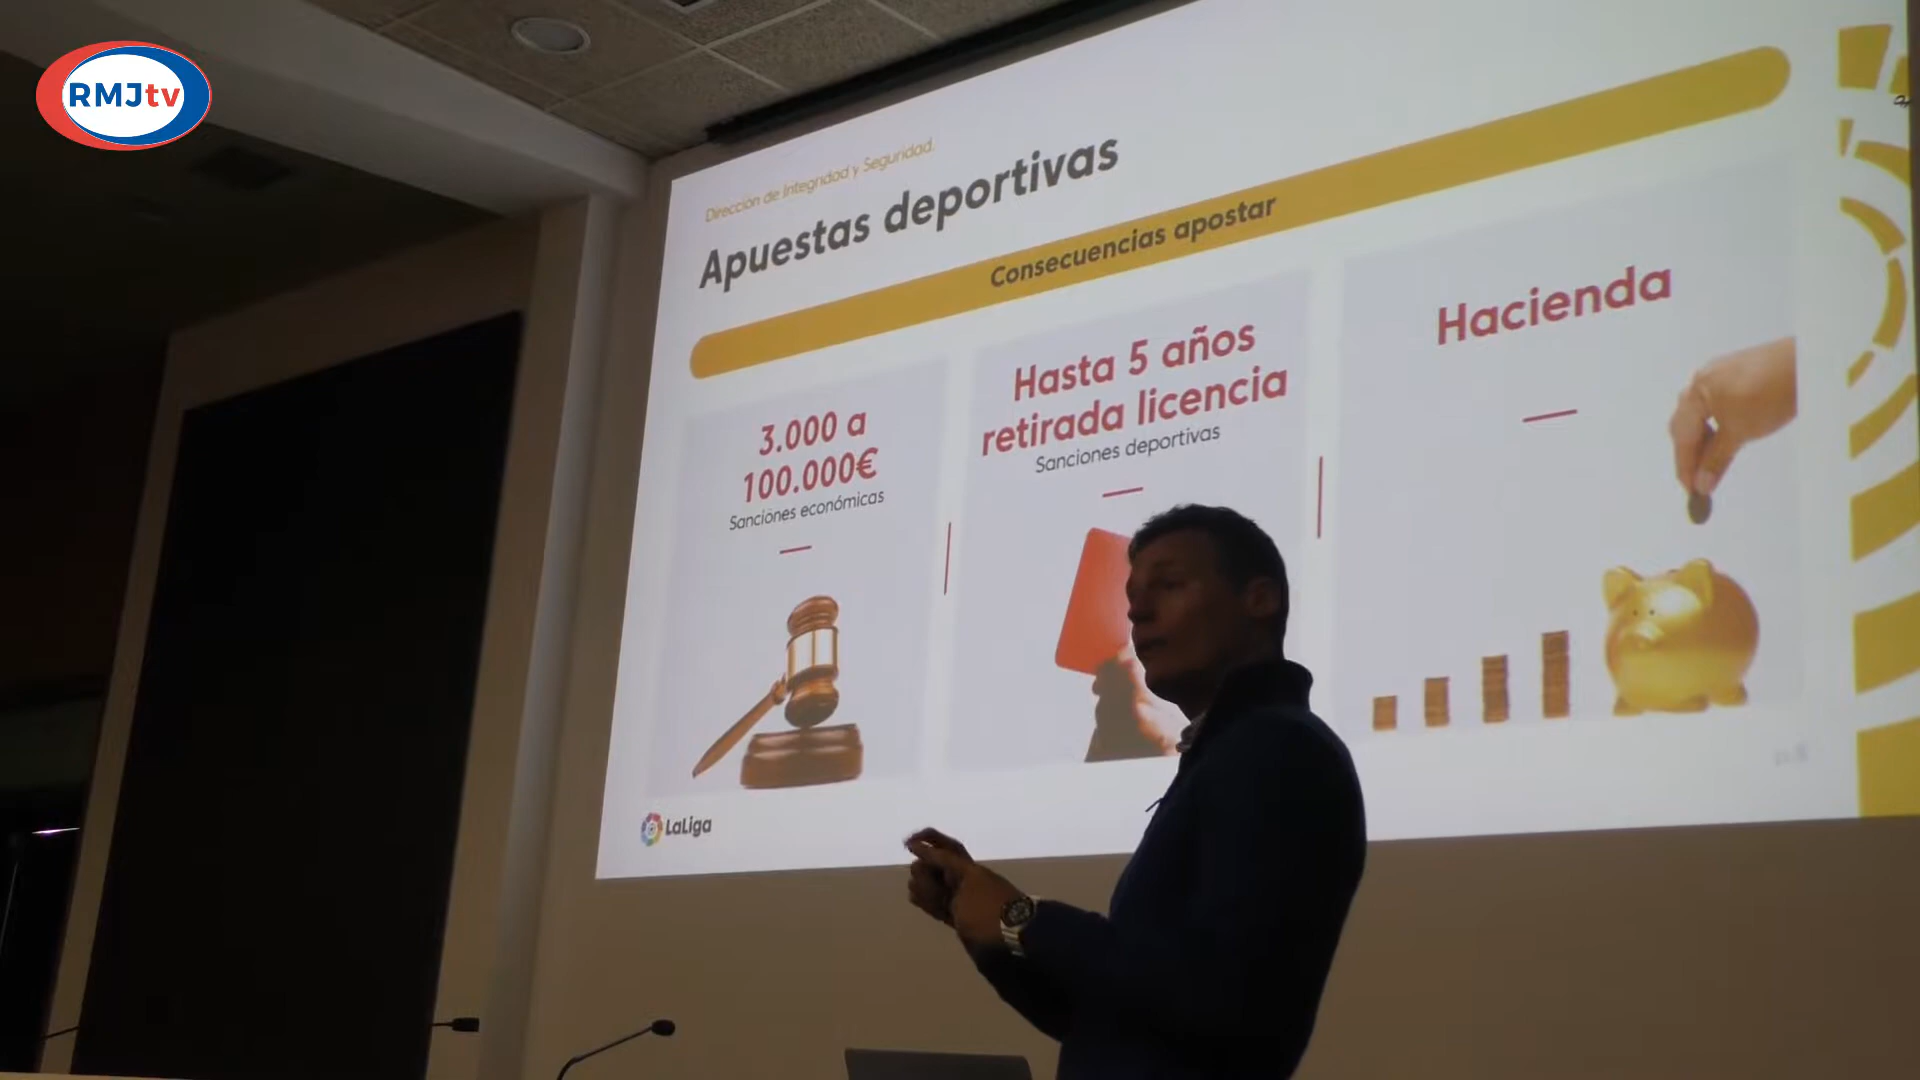 RMJtv
Dirección de Integridad y Seguridad.
Apuestas deportivas
Consecuencias apostar
3.000 a
100.000€
Sanciones económicas
Hasta 5 años
retirada licencia
Sanciones deportivas
Hacienda
LaLiga